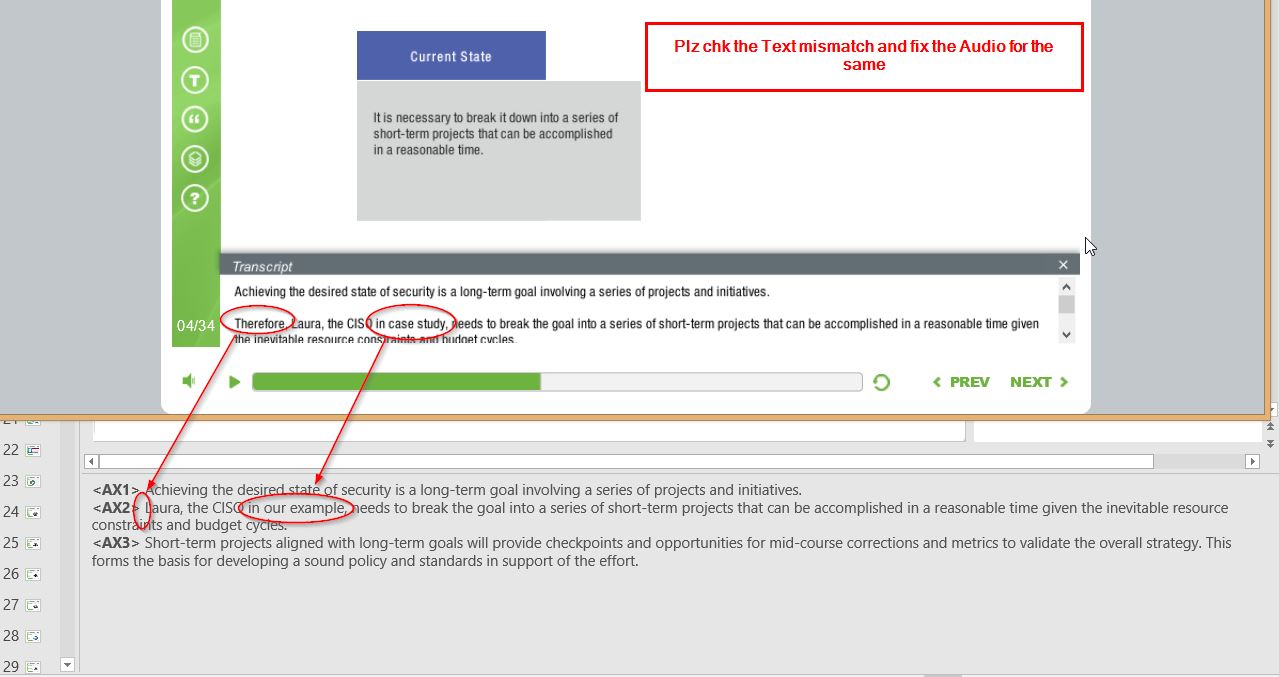 Plz chk the Text mismatch and fix the Audio for the
same
Current State
It is necessary to break it down into a series of
short-term projects that can be accomplished
in a reasonable time.
T
“
?
Transcript
Achieving the desired state of security is a long-term goal involving a series of projects and initiatives.
Therefore, Laura, the CISO in case study, needs to break the goal into a series of short-term projects that can be accomplished in a reasonable time given
the inevitable resource constraints and budget cycles.
04/34
PREV
NEXT
21
22
23
24
25
26
27
28
29
<AX1> Achieving the desired state of security is a long-term goal involving a series of projects and initiatives.
<AX2> Laura, the CISO in our example, needs to break the goal into a series of short-term projects that can be accomplished in a reasonable time given the inevitable resource
constraints and budget cycles.
<AX3> Short-term projects aligned with long-term goals will provide checkpoints and opportunities for mid-course corrections and metrics to validate the overall strategy. This
forms the basis for developing a sound policy and standards in support of the effort.